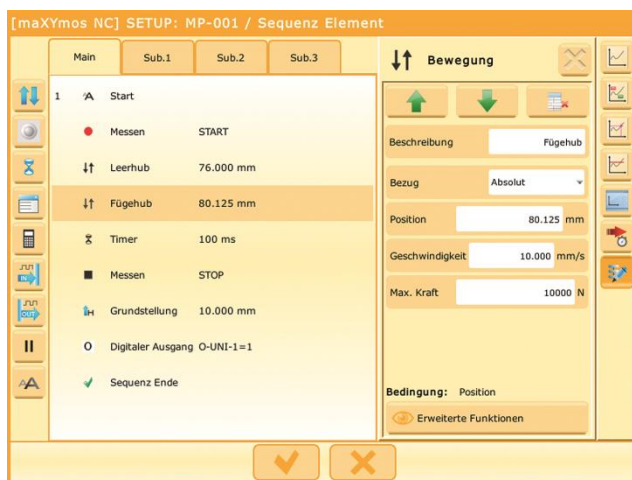 [maXYmos NC] SETUP: MP-001 / Sequenz Element
Main Sub.1 Sub.2 Sub.3
1 A Start
Messen START
Leerhub 76.000 mm
Fügehub 80.125 mm
Timer 100 ms
Messen STOP
H Grundstellung 10.000 mm
O Digitaler Ausgang O-UNI-1=1
Sequenz Ende
IN
OUT
AA
Bewegung
Beschreibung Fügehub
Bezug Absolut
Position 80.125 mm
Geschwindigkeit 10.000 mm/s
Max. Kraft 10000 N
Bedingung: Position
Erweiterte Funktionen